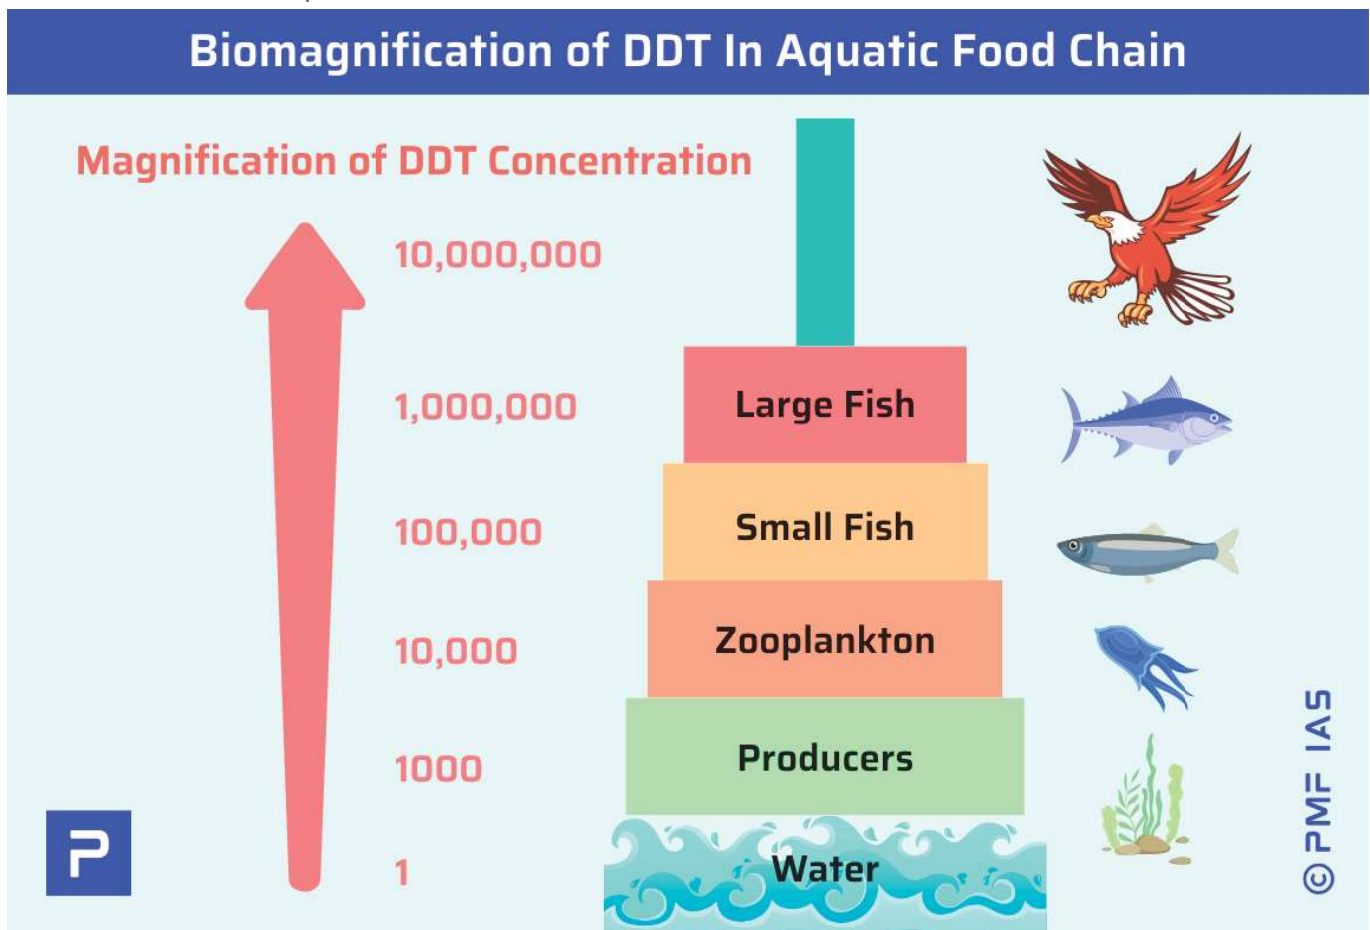 Biomagnification of DDT In Aquatic Food Chain
Magnification of DDT Concentration
10,000,000
1,000,000
Large Fish
100,000
Small Fish
10,000
Zooplankton
1000
Producers
1
Water
P
©PMF IAS